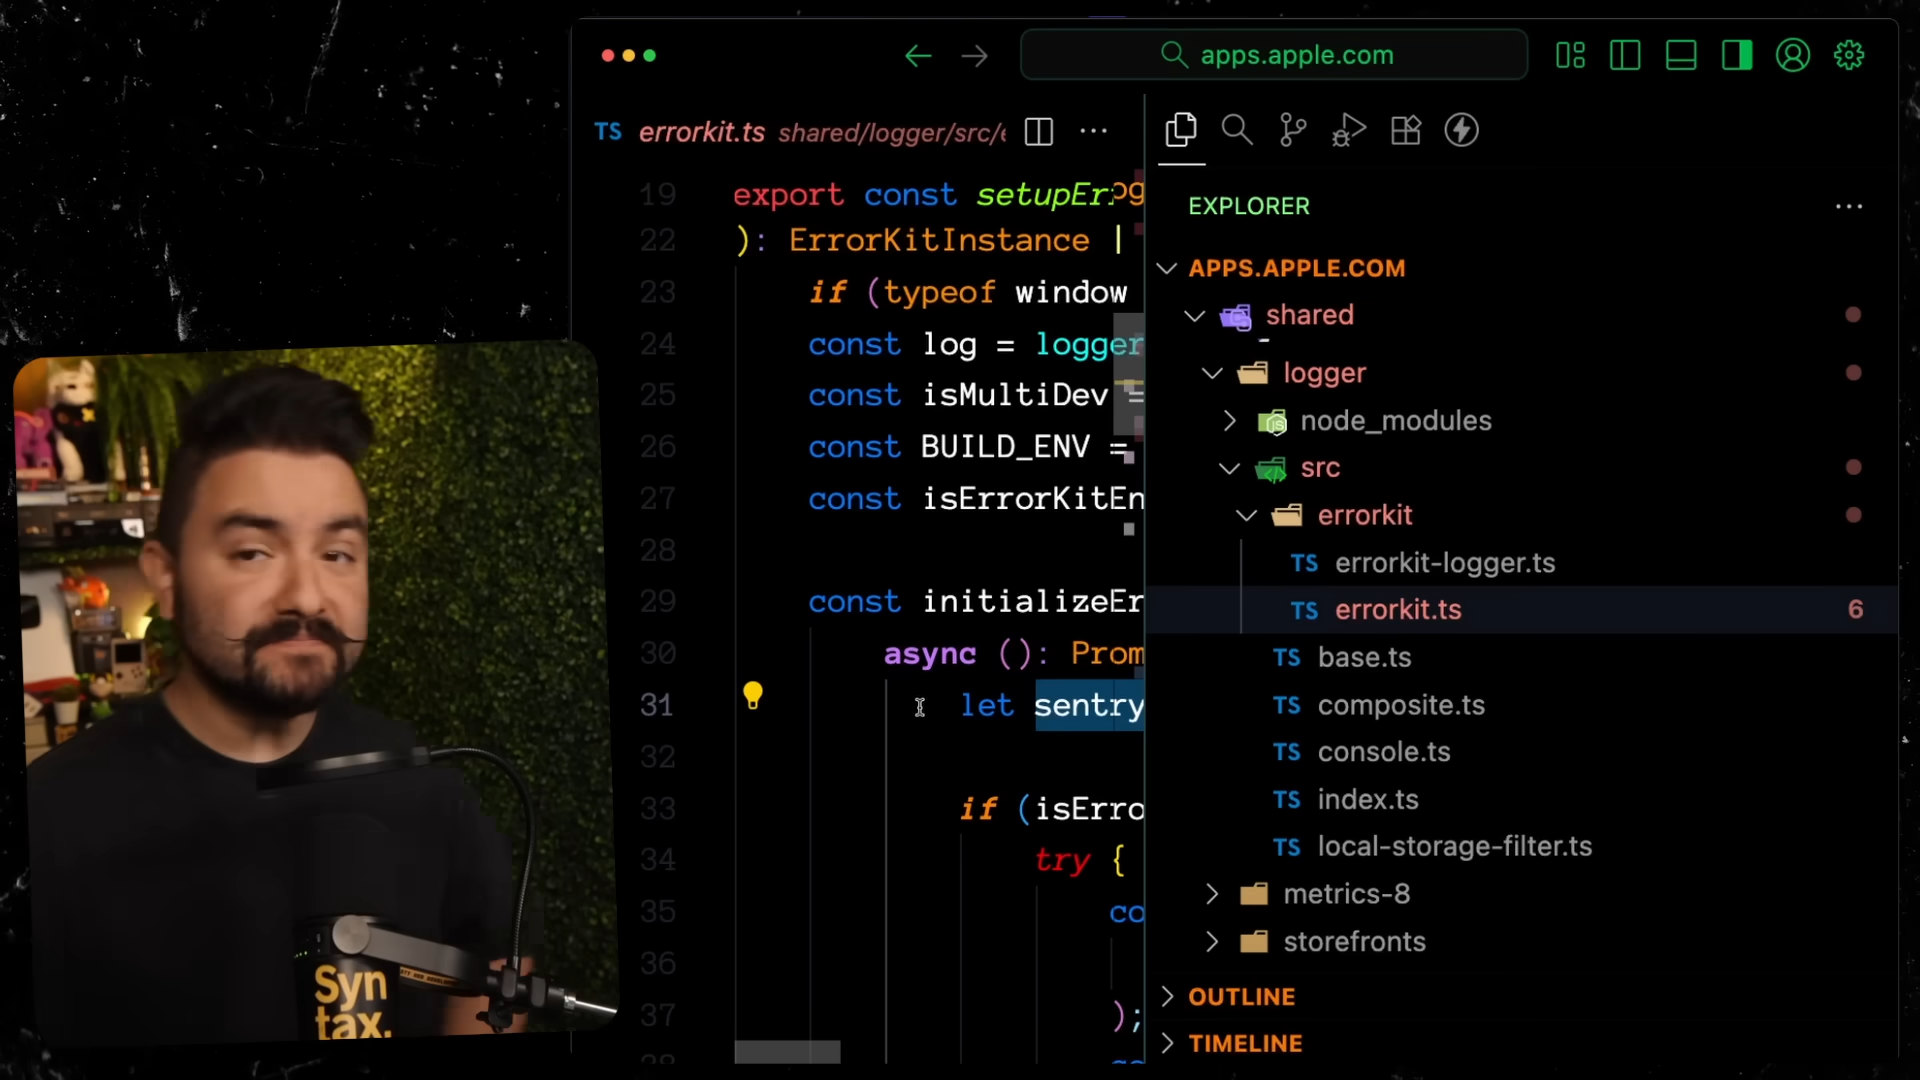 apps.apple.com
TS errorkit.ts shared/logger/src/e
19 export const setupErr
22 ): ErrorKitInstance |
23 if (typeof window
24 const log = logger
25 const isMultiDev =
26 const BUILD_ENV =
27 const isErrorKitEn
28
29 const initializeEr
30 async (): Prom
31 let sentry
32
33 if (isErro
34 try {
35 co
36
37 );
38 co
EXPLORER
APPS.APPLE.COM
shared
logger
node_modules
src
errorkit
TS errorkit-logger.ts
TS errorkit.ts 6
TS base.ts
TS composite.ts
TS console.ts
TS index.ts
TS local-storage-filter.ts
metrics-8
storefronts
OUTLINE
TIMELINE
Syn
tax.